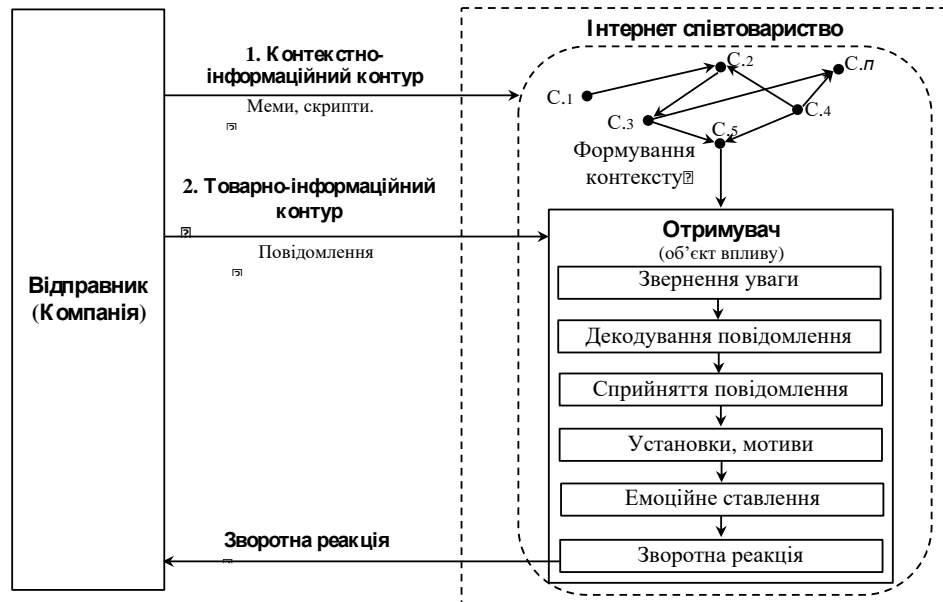 Інтернет співтовариство
1. Контекстно-
інформаційний контур
Меми, скрипти.
С.1
С.2
С.3
С.4
С.5
С.п
Формування
контексту
2. Товарно-інформаційний
контур
Повідомлення
Відправник
(Компанія)
Отримувач
(об’єкт впливу)
Звернення уваги
Декодування повідомлення
Сприйняття повідомлення
Установки, мотиви
Емоційне ставлення
Зворотна реакція
Зворотна реакція